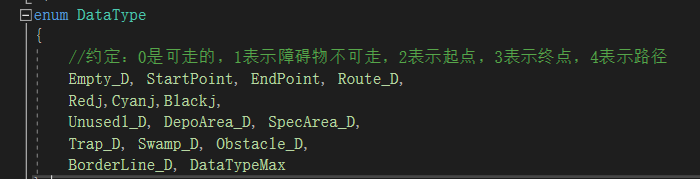 enum DataType
{
//约定：0是可走的，1表示障碍物不可走，2表示起点，3表示终点，4表示路径
Empty_D, StartPoint, EndPoint, Route_D,
Redj,Cyanj,Blackj,
Unused1_D, DepoArea_D, SpecArea_D,
Trap_D, Swamp_D, Obstacle_D,
BorderLine_D, DataTypeMax